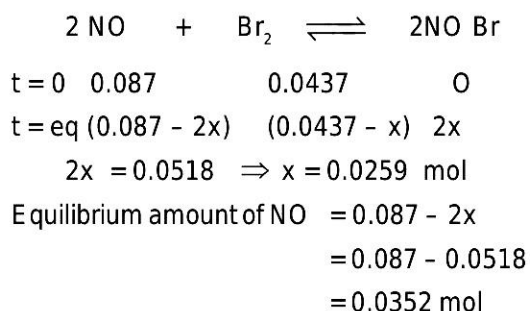 2 NO + Br₂ ⇌ 2NO Br
t = 0 0.087 0.0437 O
t = eq (0.087 – 2x) (0.0437 – x) 2x
2x = 0.0518 ⇒ x = 0.0259 mol
Equilibrium amount of NO = 0.087 – 2x
= 0.087 – 0.0518
= 0.0352 mol